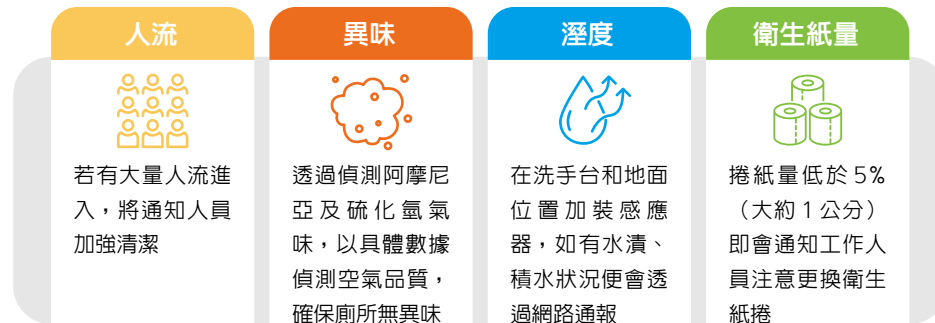 人流
若有大量人流進
入，將通知人員
加強清潔
異味
透過偵測阿摩尼
亞及硫化氫氣
味，以具體數據
偵測空氣品質，
確保廁所無異味
溼度
在洗手台和地面
位置加裝感應
器，如有水漬、
積水狀況便會透
過網路通報
衛生紙量
捲紙量低於5%
（大約1公分）
即會通知工作人
員注意更換衛生
紙捲